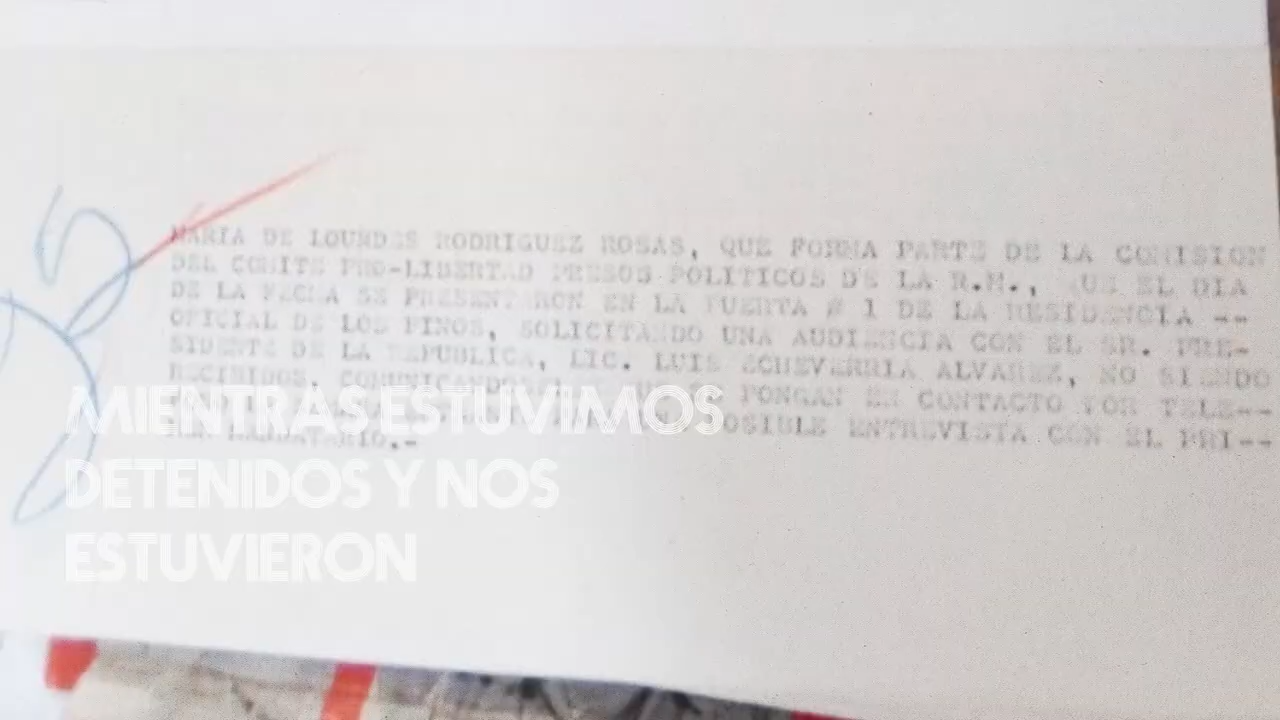 MARIA DE LOURDES RODRIGUEZ ROSAS, QUE FORMA PARTE DE LA COMISION
DEL COMITE PRO-LIBERTAD PRESOS POLITICOS DE LA R.M., QUE EL DIA
DE LA FECHA SE PRESENTARON EN LA PUERTA # 1 DE LA RESIDENCIA --
OFICIAL DE LOS PINOS, SOLICITANDO UNA AUDIENCIA CON EL SR. PRE-
SIDENTE DE LA REPUBLICA, LIC. LUIS ECHEVERRIA ALVAREZ, NO SIENDO
RECIBIDOS, PONGAN EN CONTACTO POR TELE--
POSIBLE ENTREVISTA CON EL PRI--
MER MANDATARIO.-
MIENTRAS ESTUVIMOS
DETENIDOS Y NOS
ESTUVIERON